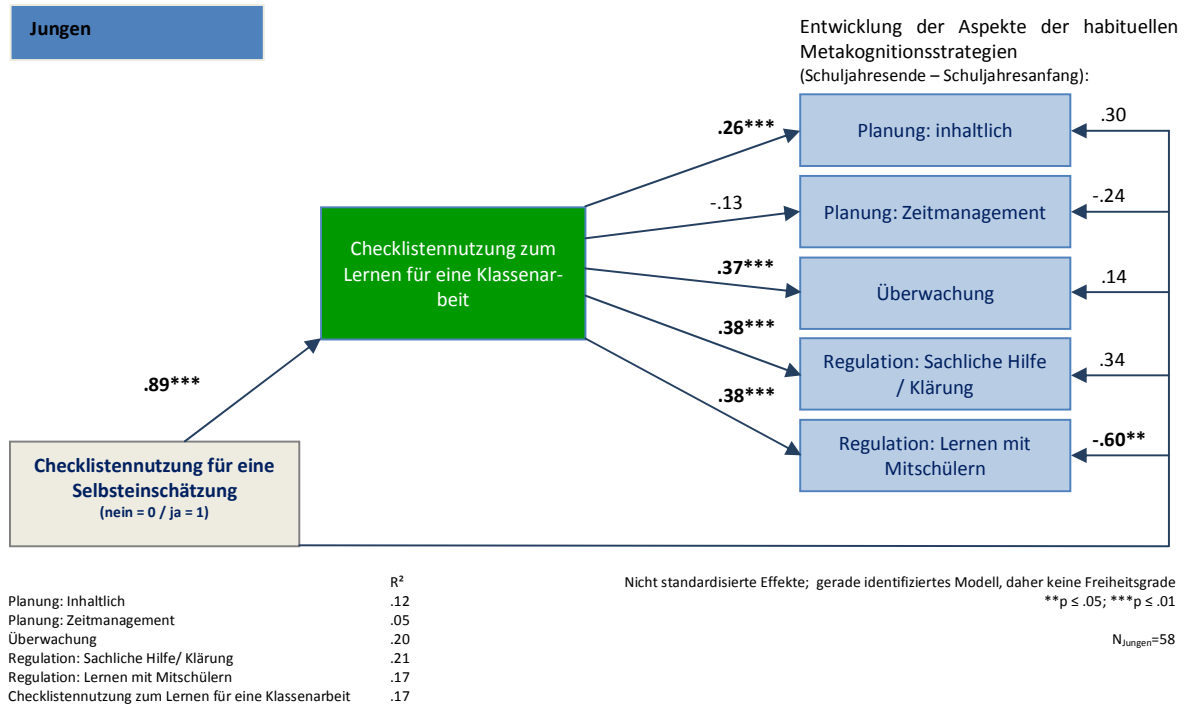 Jungen
Entwicklung der Aspekte der habituellen
Metakognitionsstrategien
(Schuljahresende – Schuljahresanfang):
.26***
Planung: inhaltlich
.30
-.13
Planung: Zeitmanagement
-.24
Checklistennutzung zum
Lernen für eine Klassenar-
beit
.37***
Überwachung
.14
.38***
Regulation: Sachliche Hilfe
/ Klärung
.34
.89***
.38***
Regulation: Lernen mit
Mitschülern
-.60**
Checklistennutzung für eine
Selbsteinschätzung
(nein = 0 / ja = 1)
R²
Planung: Inhaltlich .12
Planung: Zeitmanagement .05
Überwachung .20
Regulation: Sachliche Hilfe/ Klärung .21
Regulation: Lernen mit Mitschülern .17
Checklistennutzung zum Lernen für eine Klassenarbeit .17
Nicht standardisierte Effekte; gerade identifiziertes Modell, daher keine Freiheitsgrade
**p ≤ .05; ***p ≤ .01
NJungen=58